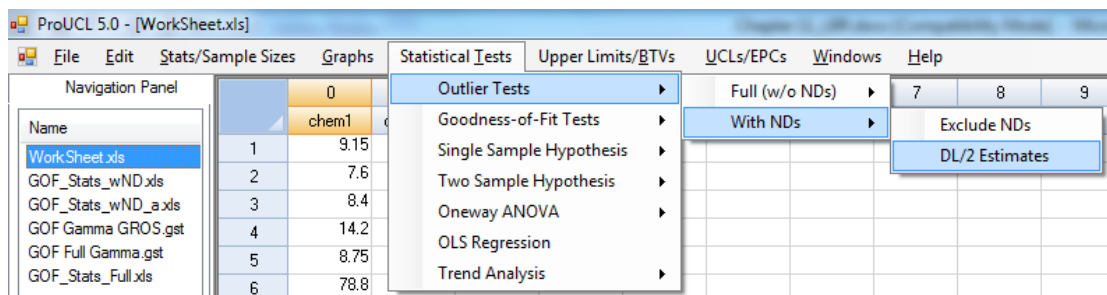 ProUCL 5.0 - [WorkSheet.xls]
File Edit Stats/Sample Sizes Graphs Statistical Tests Upper Limits/BTVs UCLs/EPCs Windows Help
Navigation Panel
Name
WorkSheet.xls
GOF_Stats_wND.xls
GOF_Stats_wND_a.xls
GOF Gamma GROS.gst
GOF Full Gamma.gst
GOF_Stats_Full.xls
0 7 8 9
chem1
1 9.15
2 7.6
3 8.4
4 14.2
5 8.75
6 78.8
Outlier Tests
Goodness-of-Fit Tests
Single Sample Hypothesis
Two Sample Hypothesis
Oneway ANOVA
OLS Regression
Trend Analysis
Full (w/o NDs)
With NDs
Exclude NDs
DL/2 Estimates